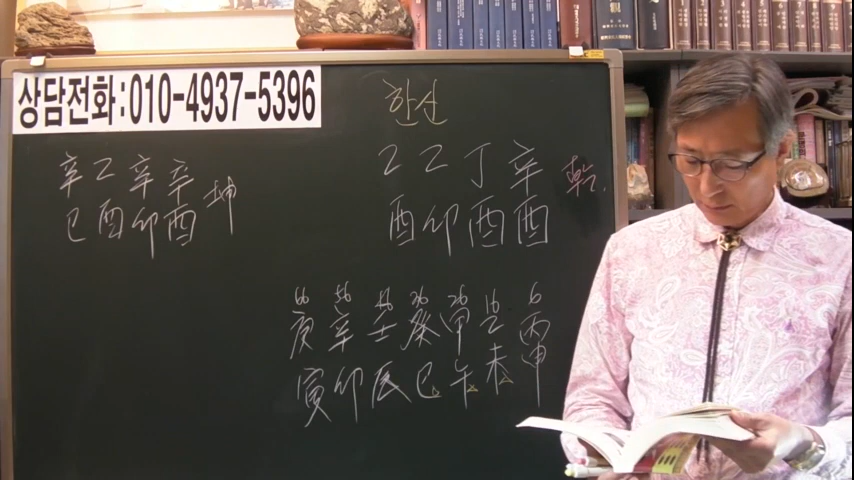 상담전화:010-4937-5396
한신
辛乙辛辛
巳酉卯酉 坤
乙乙丁辛 乾.
酉卯酉酉
66 56 46 36 26 16 6
庚辛壬癸甲乙丙
寅卯辰巳午未申